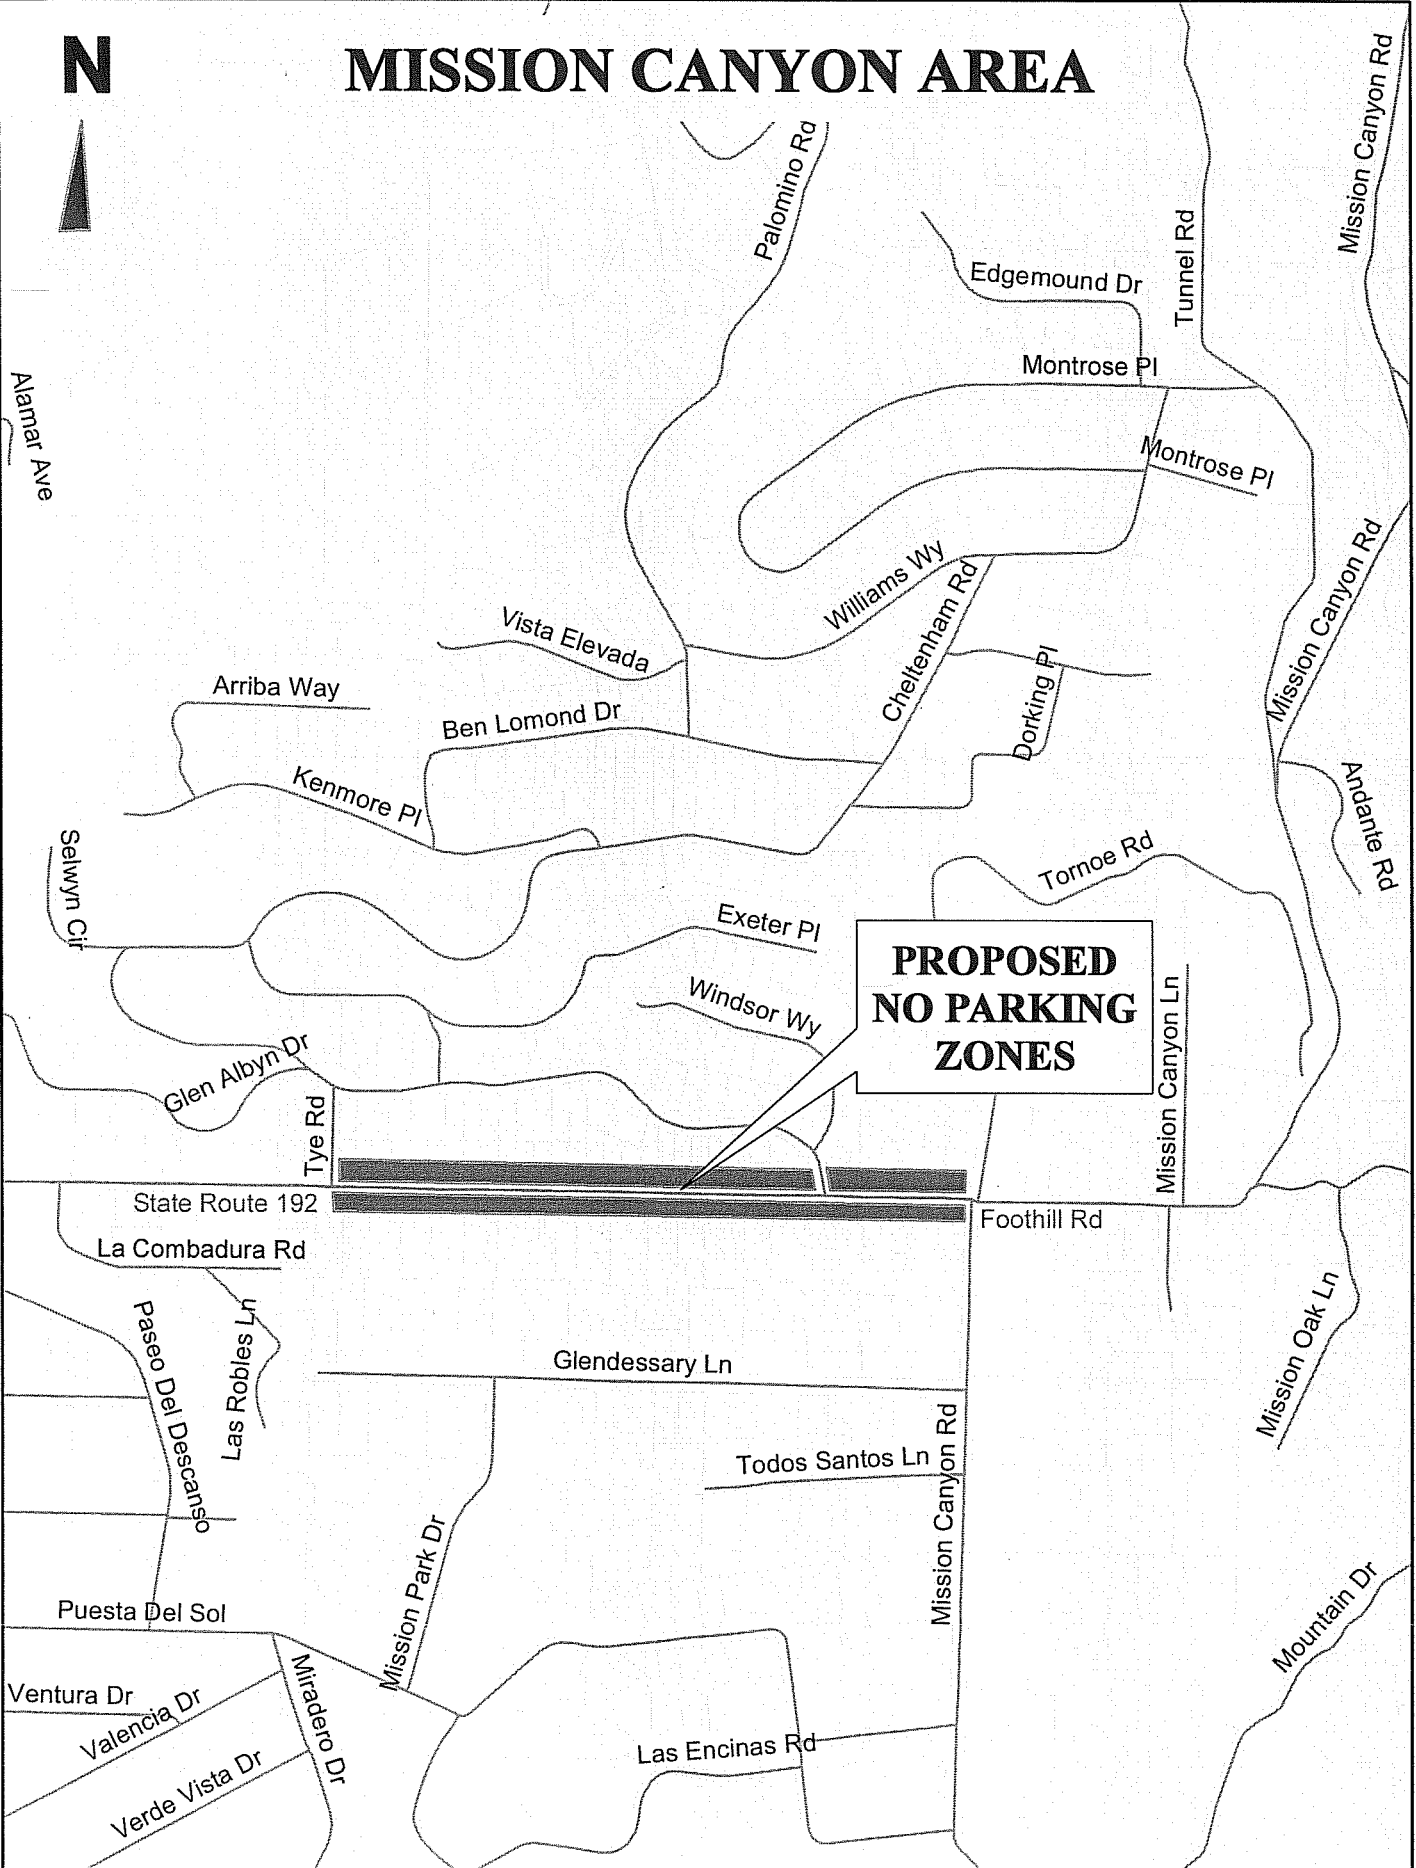 N
MISSION CANYON AREA
Mission Canyon Rd
Palomino Rd
Tunnel Rd
Edgemound Dr
Montrose Pl
Alamar Ave
Montrose Pl
Mission Canyon Rd
Williams Wy
Cheltenham Rd
Vista Elevada
Dorking Pl
Arriba Way
Ben Lomond Dr
Kenmore Pl
Andante Rd
Selwyn Cir
Tornoe Rd
Exeter Pl
PROPOSED
NO PARKING
ZONES
Windsor Wy
Mission Canyon Ln
Glen Albyn Dr
Tye Rd
State Route 192
Foothill Rd
La Combadura Rd
Paseo Del Descanso
Las Robles Ln
Mission Oak Ln
Glendessary Ln
Mission Canyon Rd
Todos Santos Ln
Mission Park Dr
Mountain Dr
Puesta Del Sol
Miradero Dr
Ventura Dr
Valencia Dr
Las Encinas Rd
Verde Vista Dr